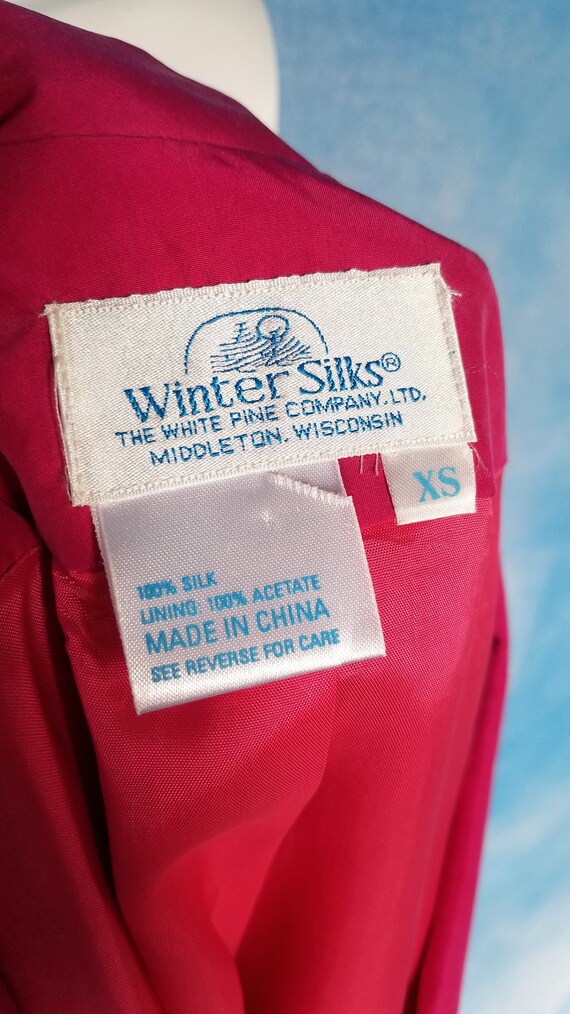 Winter Silks®
THE WHITE PINE COMPANY, LTD.
MIDDLETON, WISCONSIN
XS
100% SILK
LINING: 100% ACETATE
MADE IN CHINA
SEE REVERSE FOR CARE